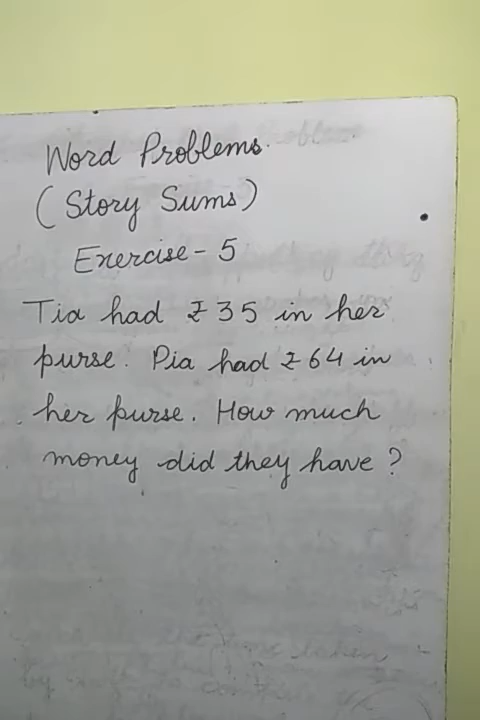 Word Problems.
(Story Sums)
Exercise - 5
Tia had ₹35 in her
purse. Pia had ₹64 in
her purse. How much
money did they have?